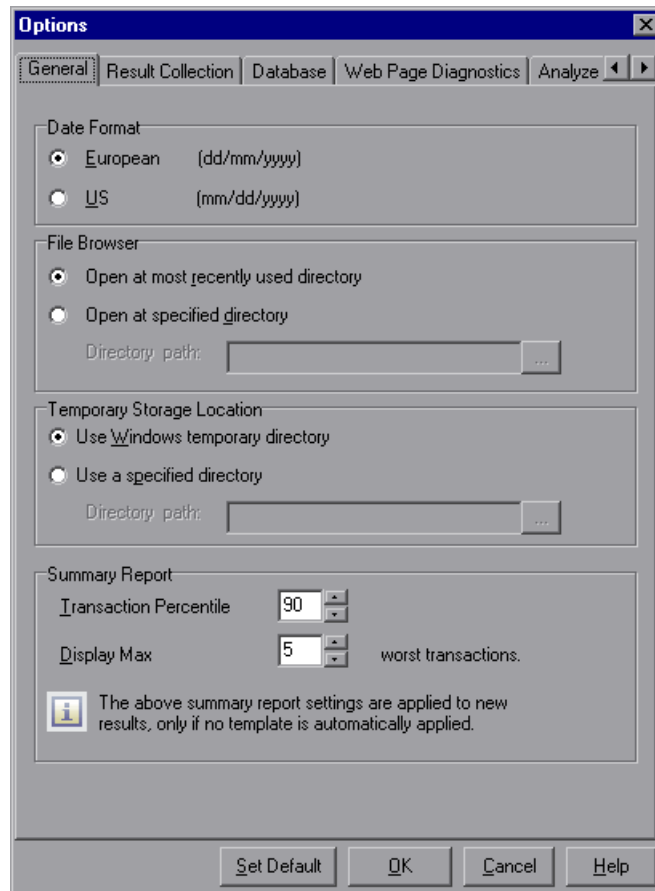 Options
General Result Collection Database Web Page Diagnostics Analyze
Date Format
European (dd/mm/yyyy)
US (mm/dd/yyyy)
File Browser
Open at most recently used directory
Open at specified directory
Directory path:
...
Temporary Storage Location
Use Windows temporary directory
Use a specified directory
Directory path:
...
Summary Report
Transaction Percentile 90
Display Max 5 worst transactions.
The above summary report settings are applied to new
results, only if no template is automatically applied.
Set Default OK Cancel Help